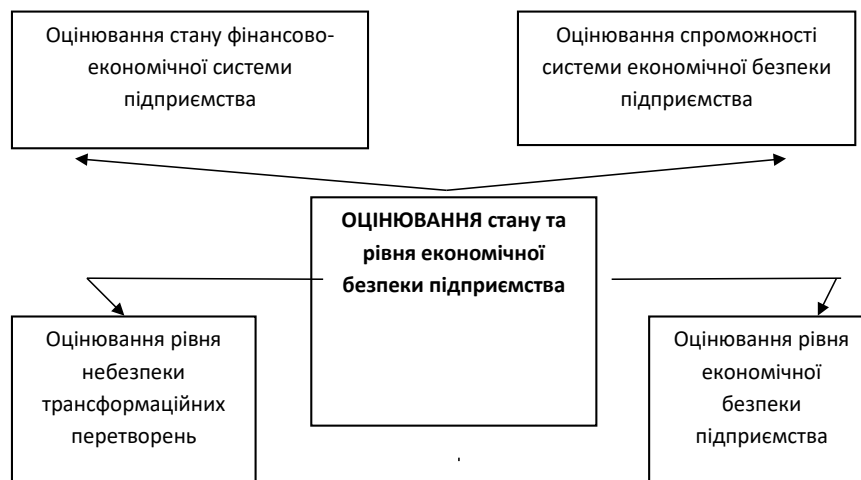 Оцінювання стану фінансово-
економічної системи
підприємства
Оцінювання спроможності
системи економічної безпеки
підприємства
ОЦІНЮВАННЯ стану та
рівня економічної
безпеки підприємства
Оцінювання рівня
небезпеки
трансформаційних
перетворень
Оцінювання рівня
економічної
безпеки
підприємства